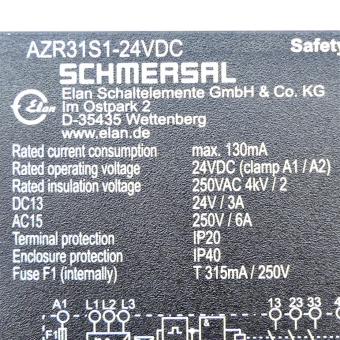 AZR31S1-24VDC Safety
SCHMERSAL
Elan Schaltelemente GmbH & Co. KG
Im Ostpark 2
Elan
D-35435 Wettenberg
www.elan.de
Rated current consumption max. 130mA
Rated operating voltage 24VDC (clamp A1 / A2)
Rated insulation voltage 250VAC 4kV / 2
DC13 24V / 3A
AC15 250V / 6A
Terminal protection IP20
Enclosure protection IP40
Fuse F1 (internally) T 315mA / 250V
A1 L1 L2 L3 13 23 33
F1